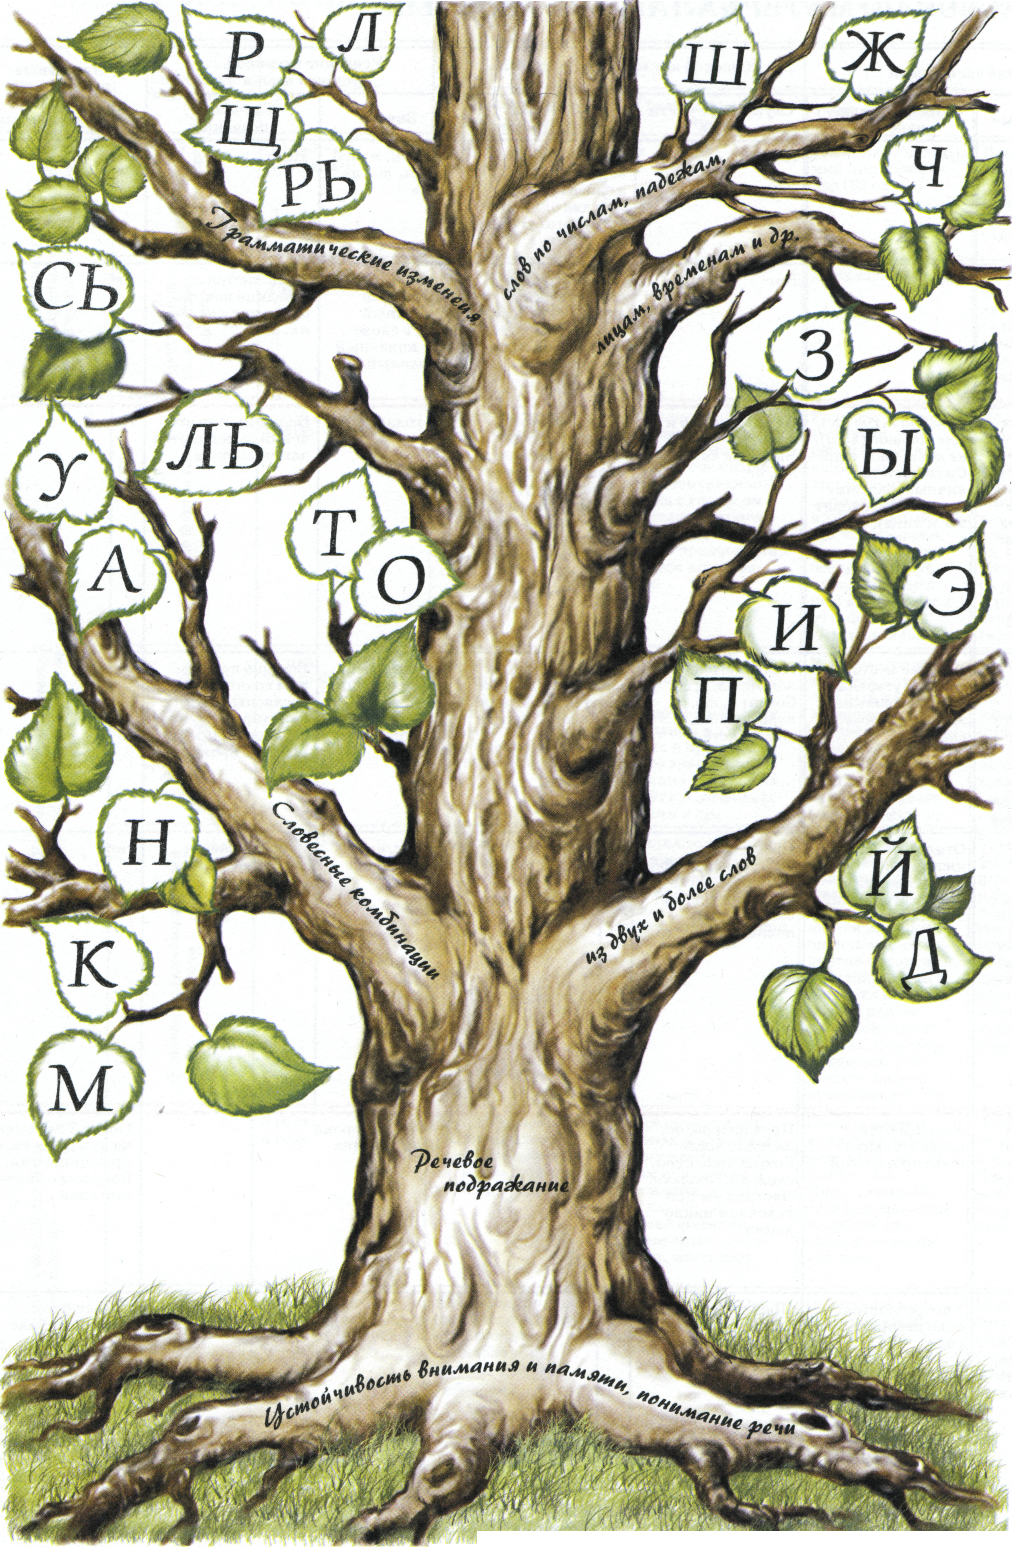 Р
Л
Ш
Ж
Щ
РЬ
Ч
Грамматические изменеия
слов по числам, падежам,
лицам, временам и др.
СЬ
З
ЛЬ
Ы
У
Т
А
О
Э
И
П
Словесные комбинации
из двух и более слов
Н
Й
К
Д
М
Речевое
подражание
Устойчивость внимания и памяти, понимание речи